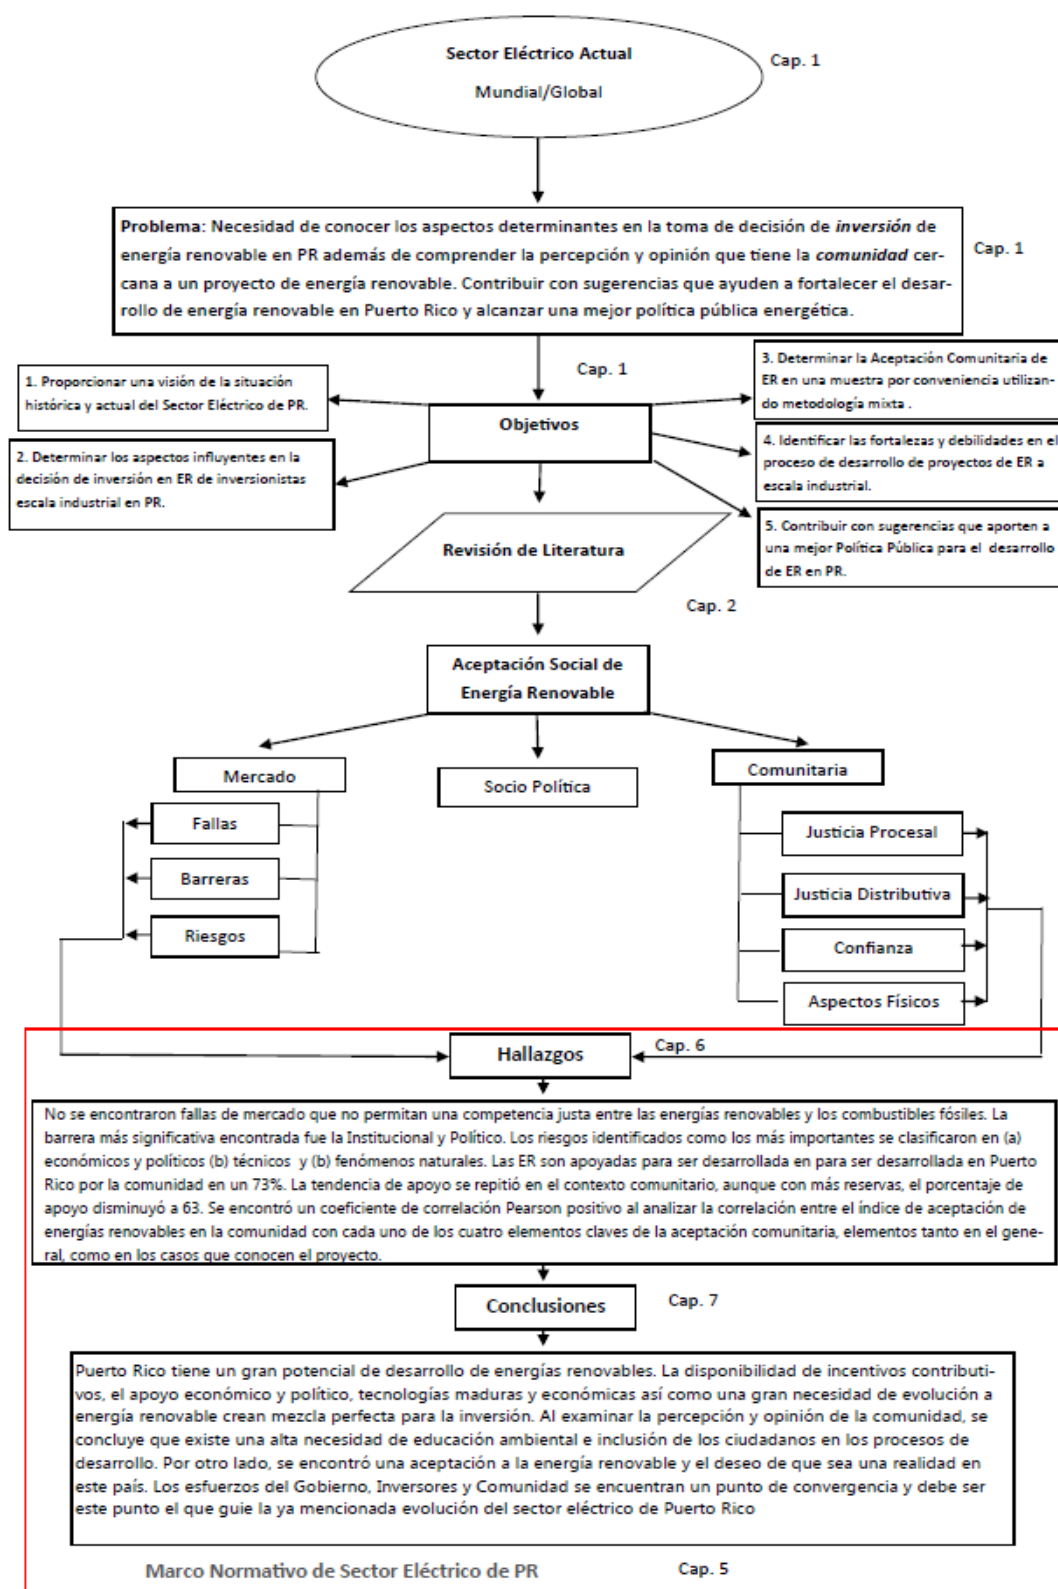 Sector Eléctrico Actual
Mundial/Global
Cap. 1
Problema: Necesidad de conocer los aspectos determinantes en la toma de decisión de inversión de
energía renovable en PR además de comprender la percepción y opinión que tiene la comunidad cer-
cana a un proyecto de energía renovable. Contribuir con sugerencias que ayuden a fortalecer el desar-
rollo de energía renovable en Puerto Rico y alcanzar una mejor política pública energética.
Cap. 1
Cap. 1
Objetivos
1. Proporcionar una visión de la situación
histórica y actual del Sector Eléctrico de PR.
2. Determinar los aspectos influyentes en la
decisión de inversión en ER de inversionistas
escala industrial en PR.
3. Determinar la Aceptación Comunitaria de
ER en una muestra por conveniencia utilizan-
do metodología mixta .
4. Identificar las fortalezas y debilidades en el
proceso de desarrollo de proyectos de ER a
escala industrial.
5. Contribuir con sugerencias que aporten a
una mejor Política Pública para el desarrollo
de ER en PR.
Revisión de Literatura
Cap. 2
Aceptación Social de
Energía Renovable
Mercado
Fallas
Barreras
Riesgos
Socio Política
Comunitaria
Justicia Procesal
Justicia Distributiva
Confianza
Aspectos Físicos
Hallazgos
Cap. 6
No se encontraron fallas de mercado que no permitan una competencia justa entre las energías renovables y los combustibles fósiles. La
barrera más significativa encontrada fue la Institucional y Político. Los riesgos identificados como los más importantes se clasificaron en (a)
económicos y políticos (b) técnicos y (b) fenómenos naturales. Las ER son apoyadas para ser desarrollada en para ser desarrollada en Puerto
Rico por la comunidad en un 73%. La tendencia de apoyo se repitió en el contexto comunitario, aunque con más reservas, el porcentaje de
apoyo disminuyó a 63. Se encontró un coeficiente de correlación Pearson positivo al analizar la correlación entre el índice de aceptación de
energías renovables en la comunidad con cada uno de los cuatro elementos claves de la aceptación comunitaria, elementos tanto en el gene-
ral, como en los casos que conocen el proyecto.
Conclusiones
Cap. 7
Puerto Rico tiene un gran potencial de desarrollo de energías renovables. La disponibilidad de incentivos contributi-
vos, el apoyo económico y político, tecnologías maduras y económicas así como una gran necesidad de evolución a
energía renovable crean mezcla perfecta para la inversión. Al examinar la percepción y opinión de la comunidad, se
concluye que existe una alta necesidad de educación ambiental e inclusión de los ciudadanos en los procesos de
desarrollo. Por otro lado, se encontró una aceptación a la energía renovable y el deseo de que sea una realidad en
este país. Los esfuerzos del Gobierno, Inversores y Comunidad se encuentran un punto de convergencia y debe ser
este punto el que guie la ya mencionada evolución del sector eléctrico de Puerto Rico
Marco Normativo de Sector Eléctrico de PR
Cap. 5